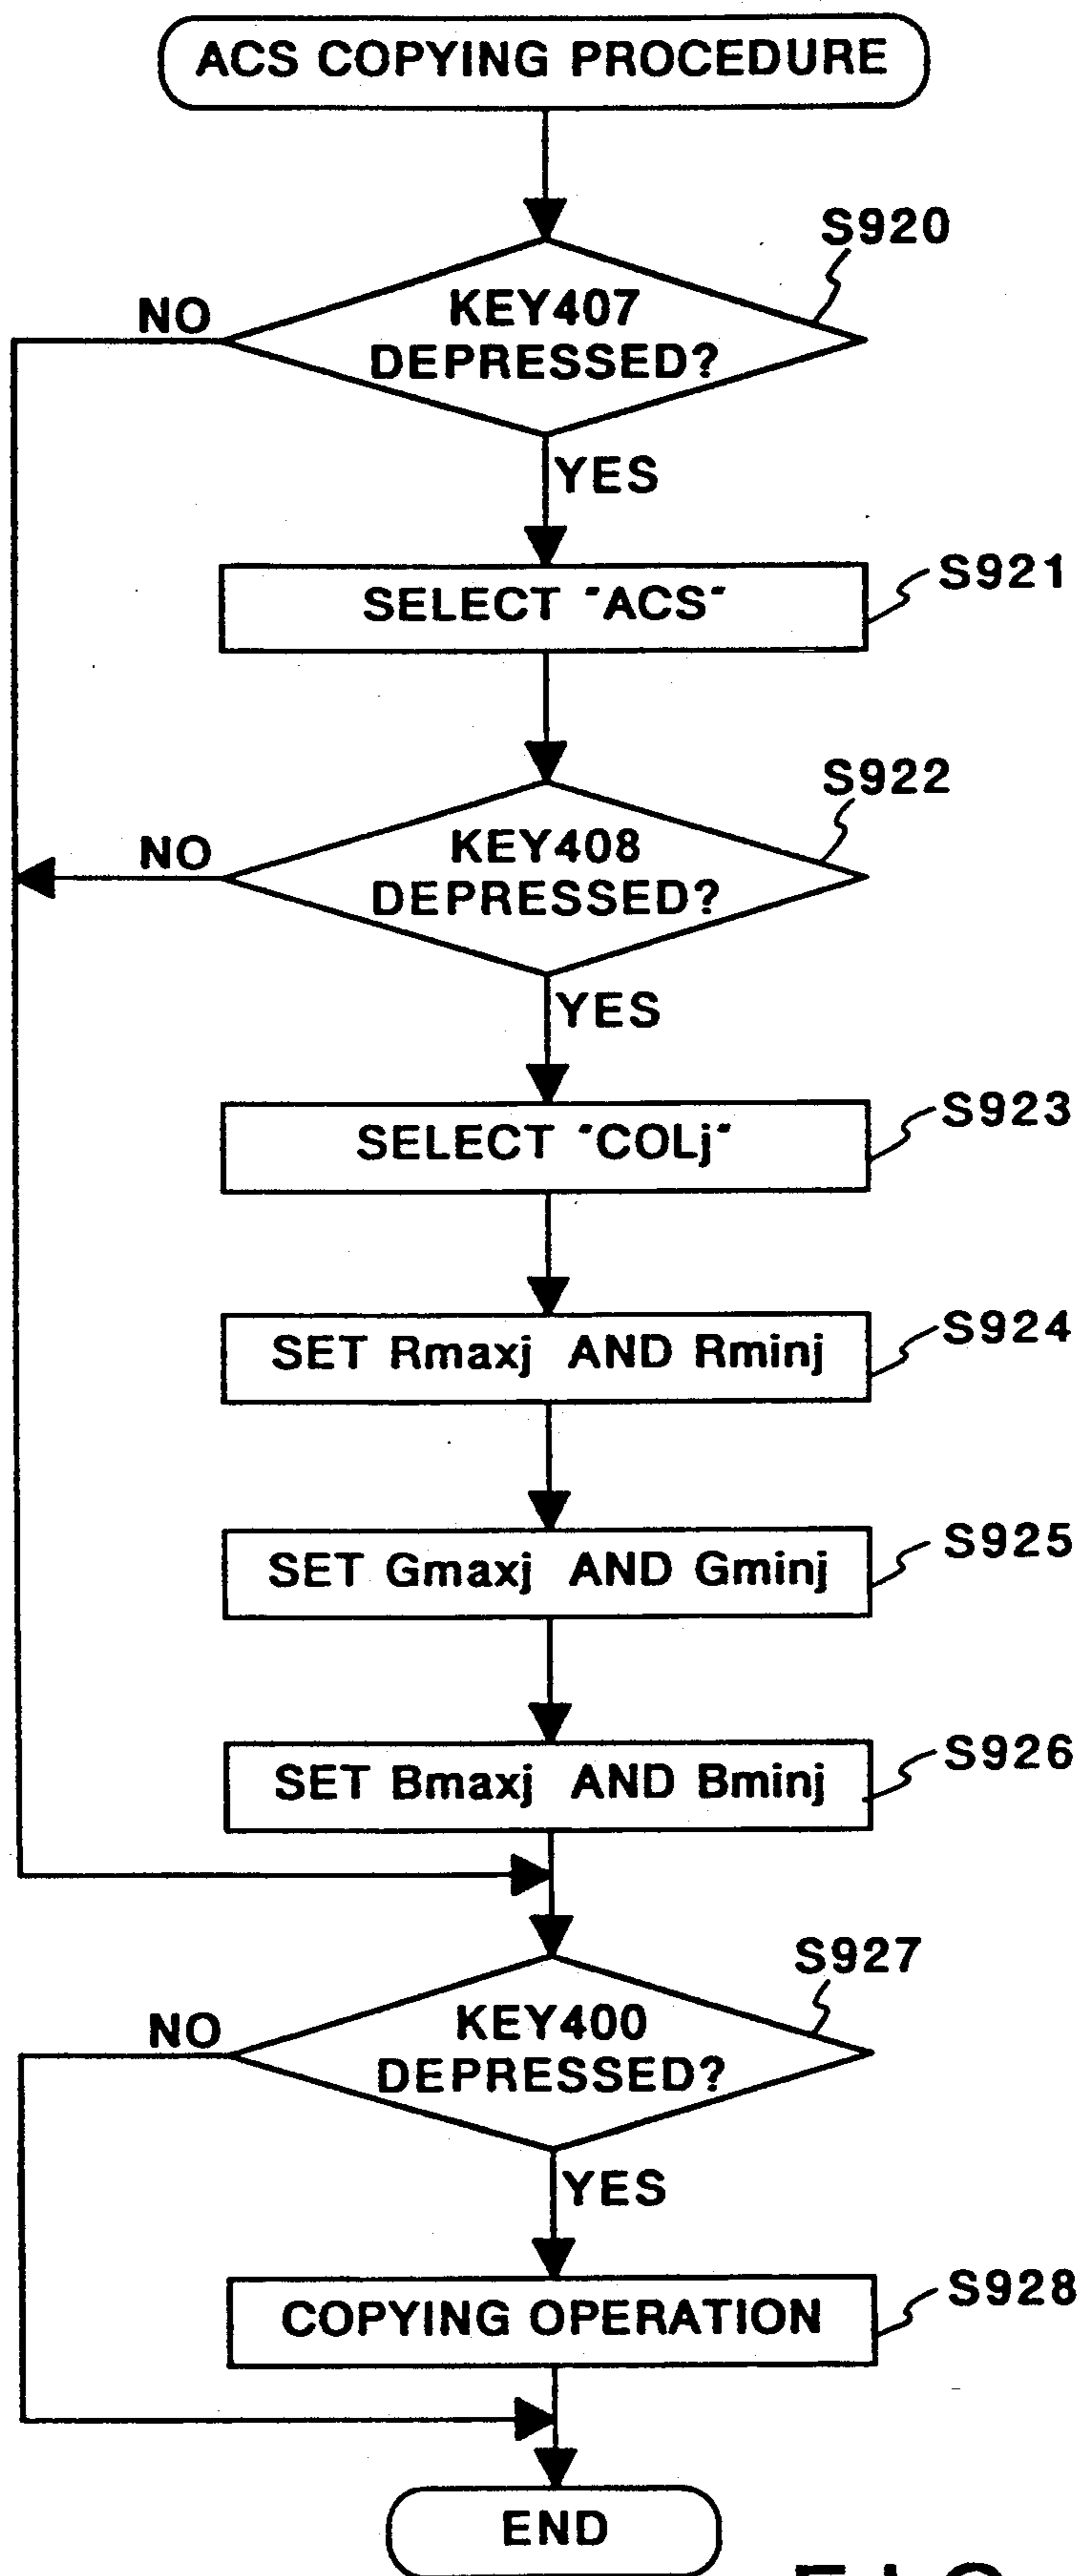 ACS COPYING PROCEDURE
S920
NO
KEY407
DEPRESSED?
YES
SELECT "ACS"
S921
S922
NO
KEY408
DEPRESSED?
YES
SELECT "COLj"
S923
SET Rmaxj AND Rminj
S924
SET Gmaxj AND Gminj
S925
SET Bmaxj AND Bminj
S926
S927
NO
KEY400
DEPRESSED?
YES
COPYING OPERATION
S928
END